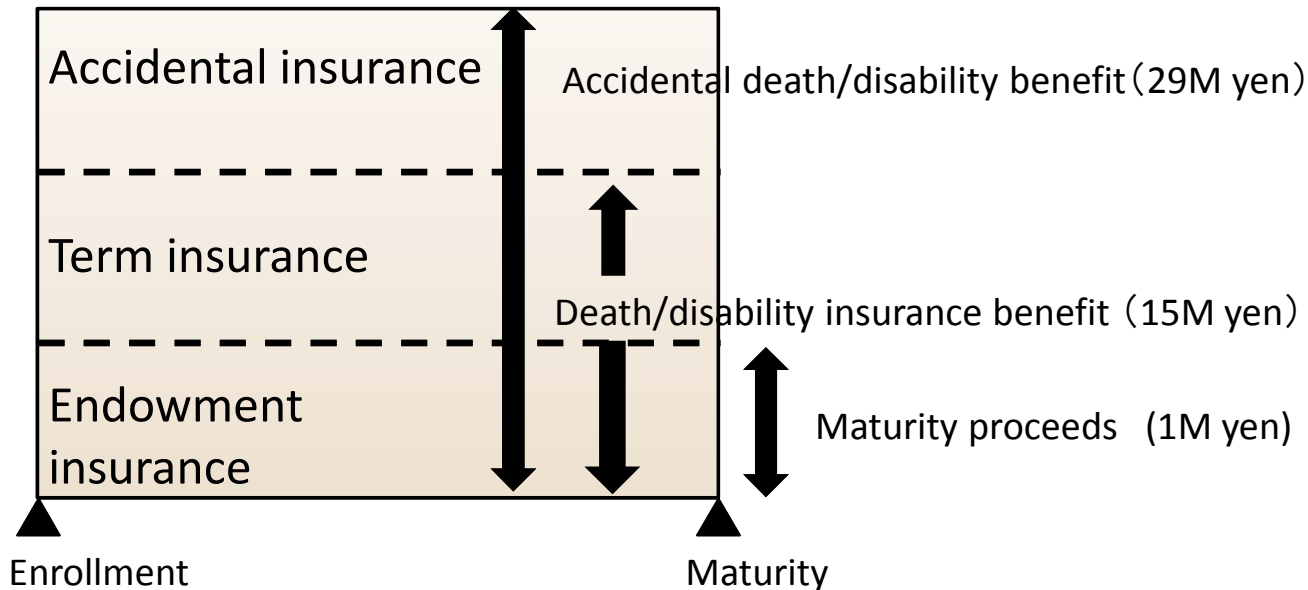 Accidental insurance
Accidental death/disability benefit（29M yen）
Term insurance
Death/disability insurance benefit（15M yen）
Endowment
insurance
Maturity proceeds (1M yen)
Enrollment
Maturity